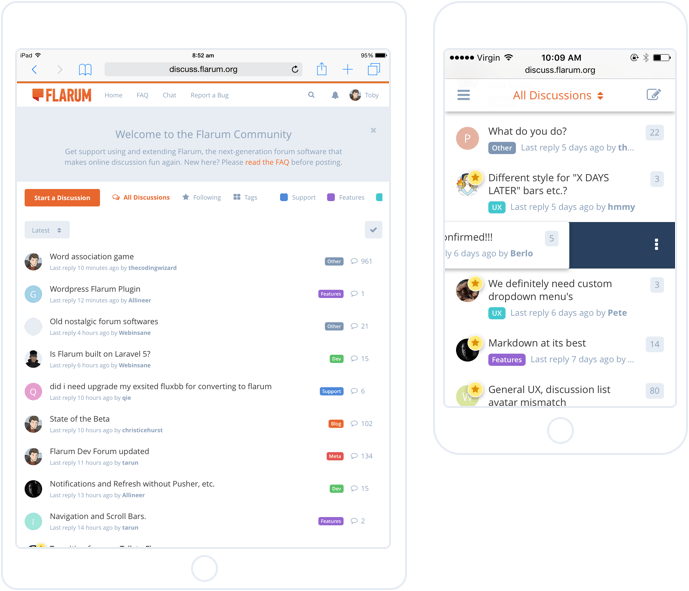 iPad
8:52 am
95%
discuss.flarum.org
FLARUM Home FAQ Chat Report a Bug Toby
Welcome to the Flarum Community
Get support using and extending Flarum, the next-generation forum software that
makes online discussion fun again. New here? Please read the FAQ before posting.
Start a Discussion All Discussions Following Tags Support Features
Latest
Word association game
Other 961
Last reply 10 minutes ago by thecodingwizard
G
Wordpress Flarum Plugin
Features 1
Last reply 12 minutes ago by Allineer
Old nostalgic forum softwares
Other 21
Last reply 4 hours ago by Webinsane
Is Flarum built on Laravel 5?
Dev 15
Last reply 6 hours ago by Webinsane
Q
did i need upgrade my exsited fluxbb for converting to flarum
Support 6
Last reply 10 hours ago by qie
State of the Beta
Blog 102
Last reply 10 hours ago by christicehurst
Flarum Dev Forum updated
Meta 134
Last reply 11 hours ago by tarun
Notifications and Refresh without Pusher, etc.
Dev 15
Last reply 13 hours ago by Allineer
I
Navigation and Scroll Bars.
Features 2
Last reply 14 hours ago by tarun
Virgin 10:09 AM
discuss.flarum.org
All Discussions
P
What do you do? 22
Other Last reply 5 days ago by th...
Different style for "X DAYS 3
LATER" bars etc.?
UX Last reply 5 days ago by hmmy
onfirmed!!! 5
ly 6 days ago by Berlo
We definitely need custom 3
dropdown menu's
UX Last reply 6 days ago by Pete
Markdown at its best 14
Features Last reply 7 days ago by ...
W
General UX, discussion list 80
avatar mismatch